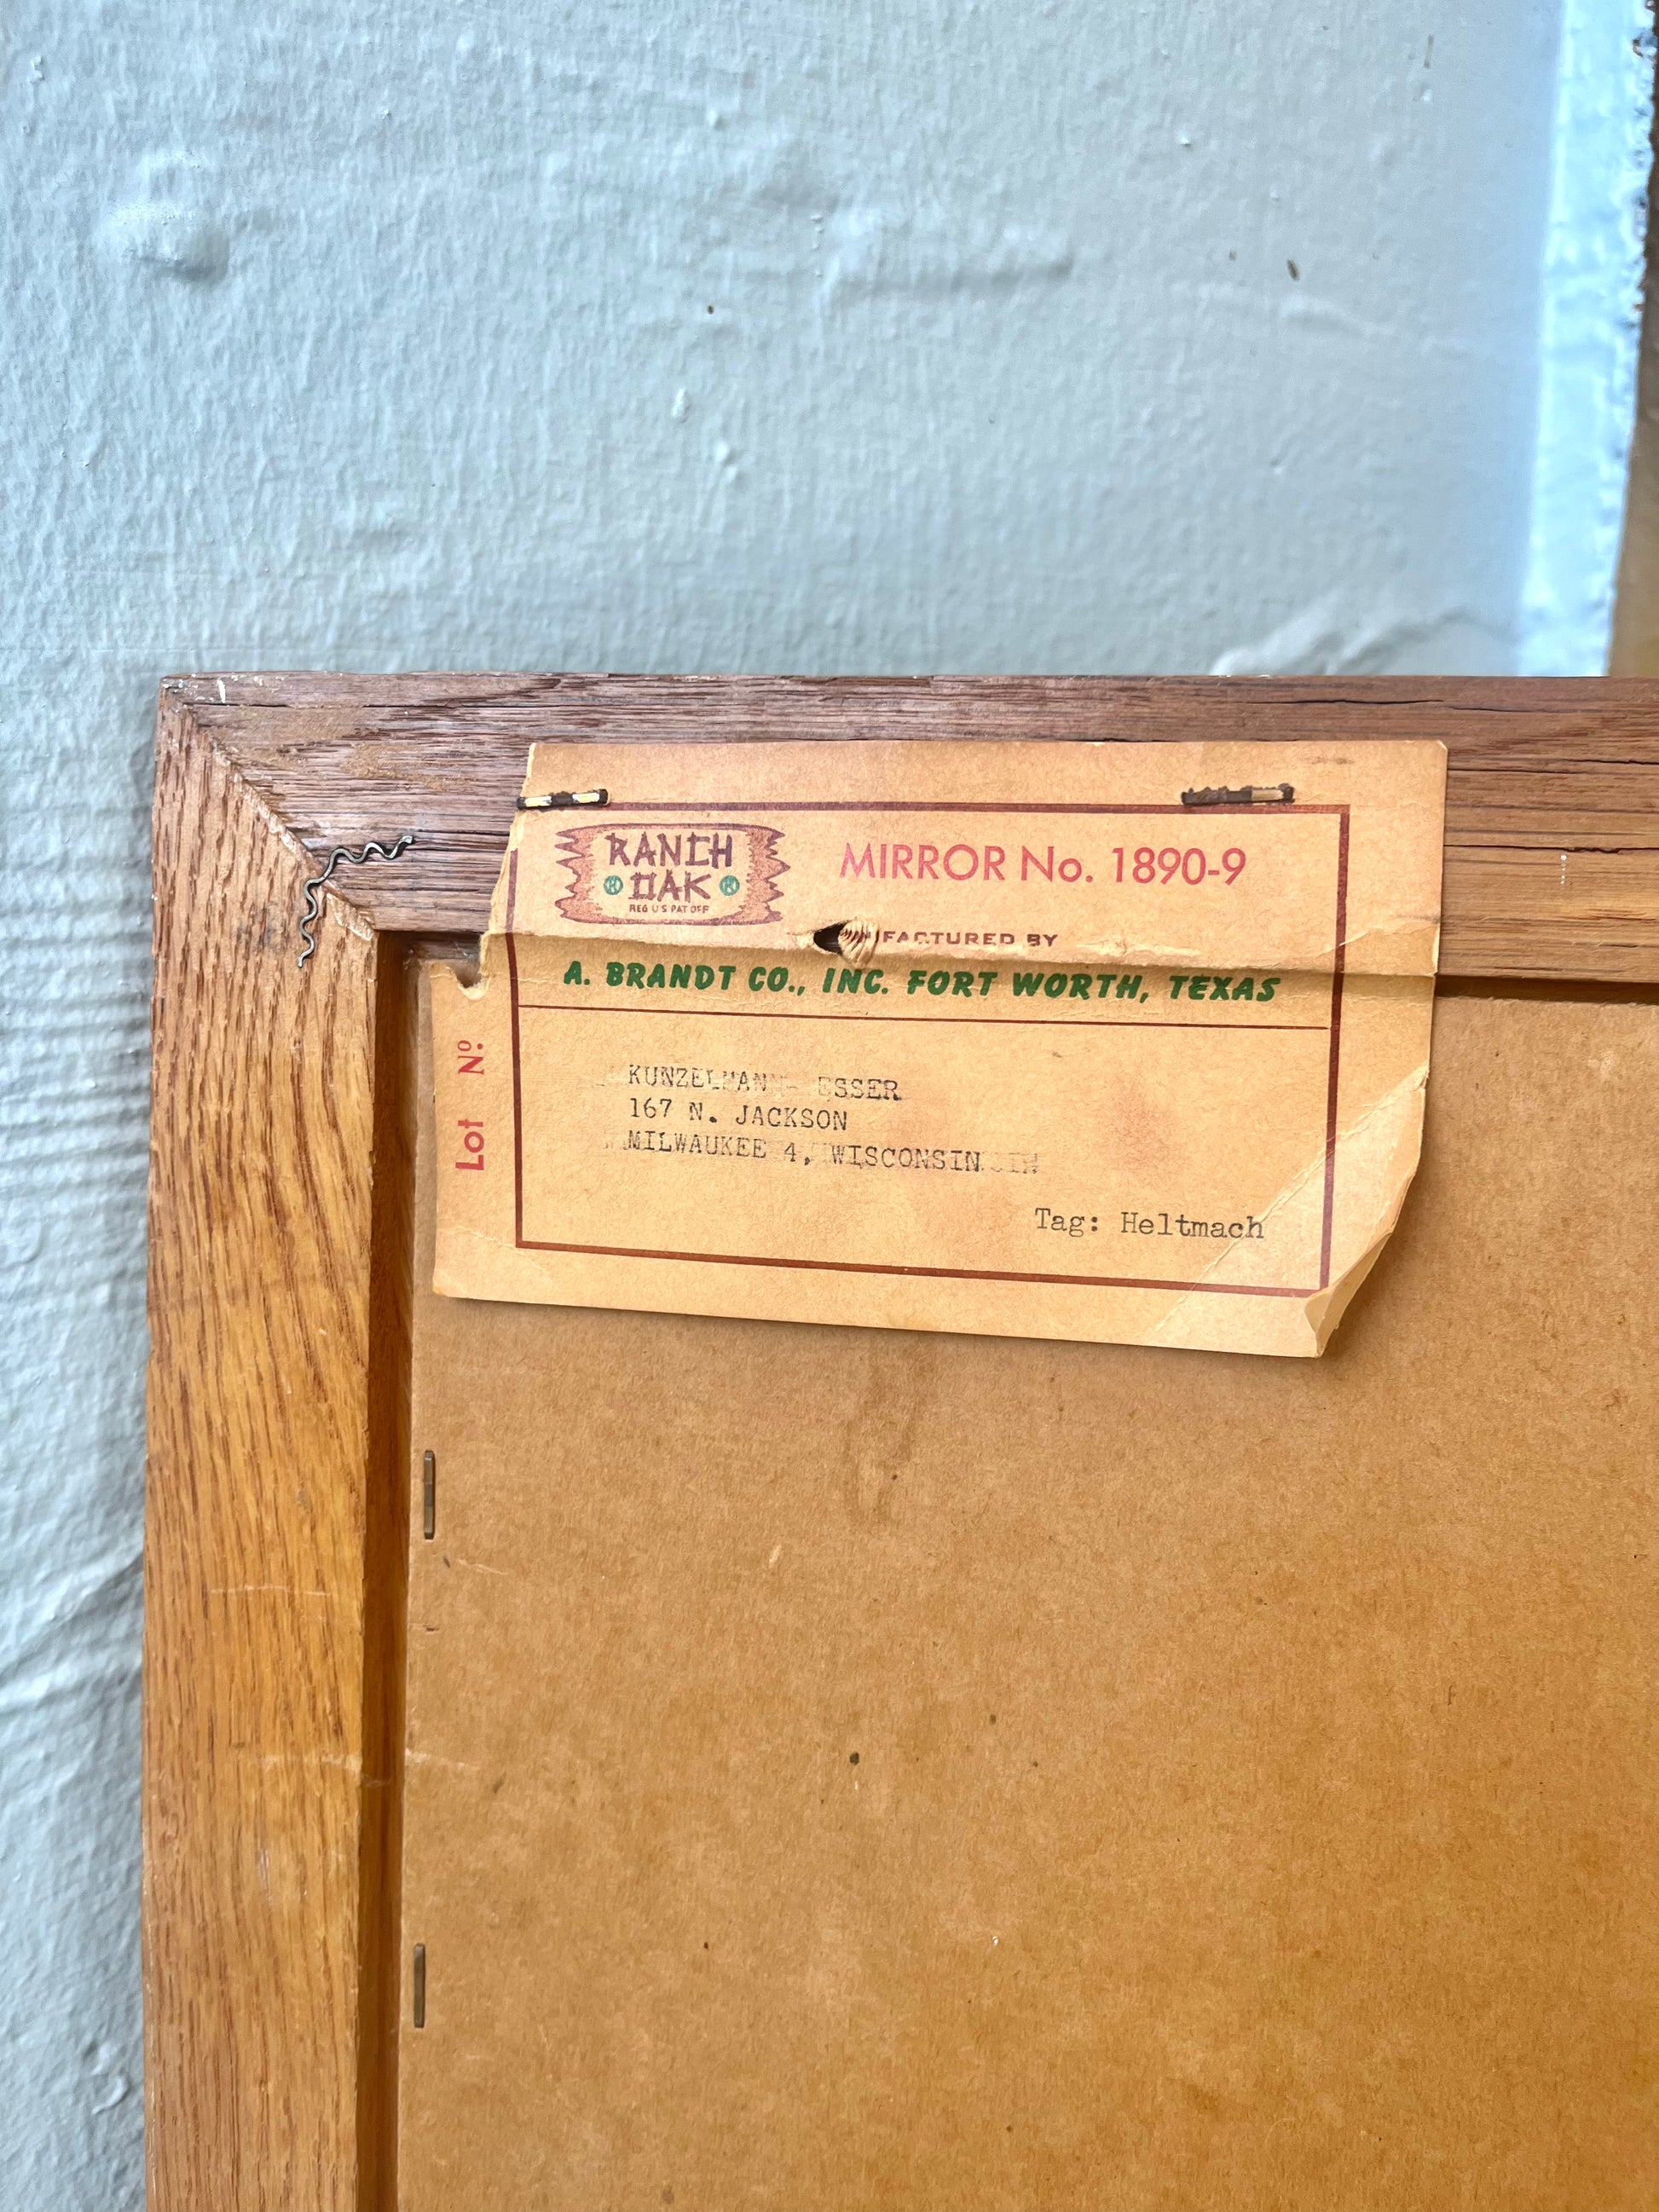 RANCH
® OAK ®
REG U S PAT OFF
MIRROR No. 1890-9
FACTURED BY
A. BRANDT CO., INC. FORT WORTH, TEXAS
Lot Nº
KUNZELMANN- ESSER
167 N. JACKSON
MILWAUKEE 4, WISCONSIN
Tag: Heltmach